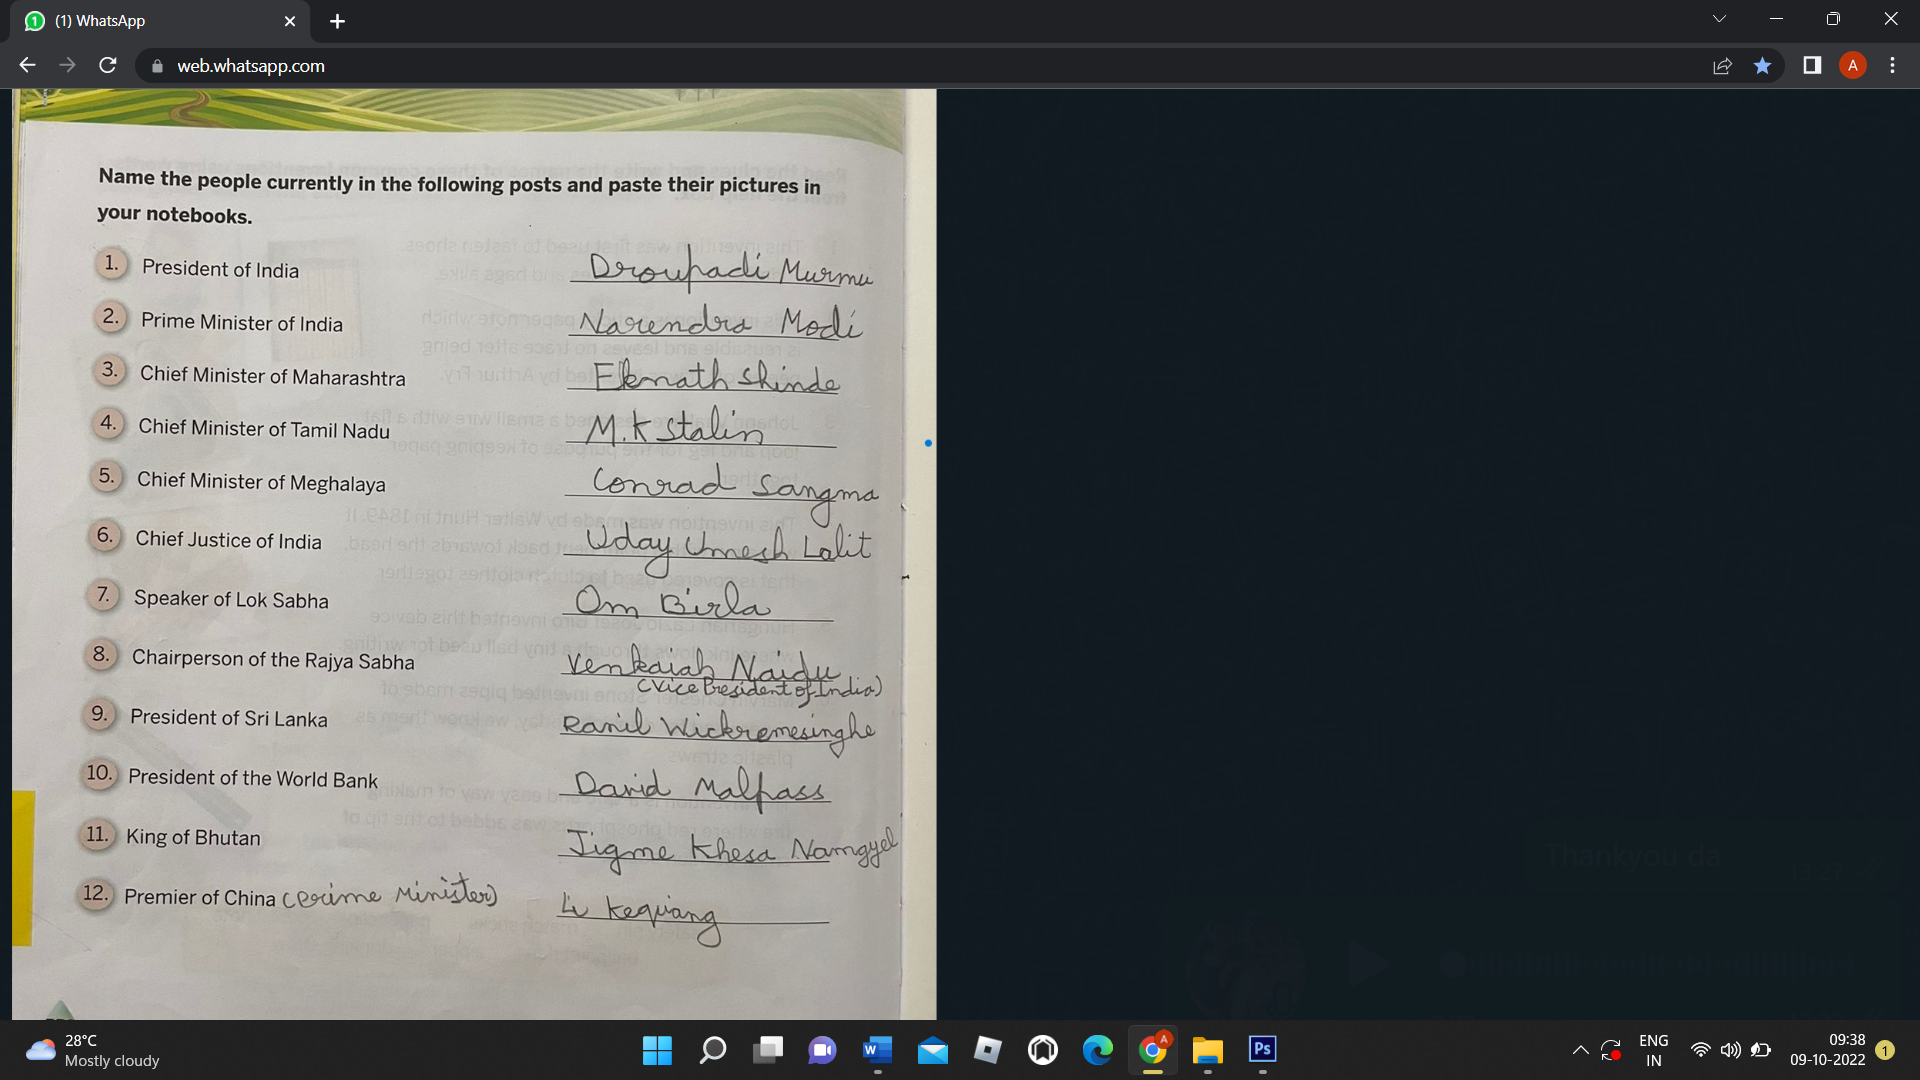 (1) WhatsApp
web.whatsapp.com
A
Name the people currently in the following posts and paste their pictures in
your notebooks.
1. President of India Droupadi Murmu
2. Prime Minister of India Narendra Modi
3. Chief Minister of Maharashtra Eknath Shinde
4. Chief Minister of Tamil Nadu M.K Stalin
5. Chief Minister of Meghalaya Conrad Sangma
6. Chief Justice of India Uday Umesh Lalit
7. Speaker of Lok Sabha Om Birla
8. Chairperson of the Rajya Sabha Venkaiah Naidu
(Vice President of India)
9. President of Sri Lanka Ranil Wickremesinghe
10. President of the World Bank David Malpass
11. King of Bhutan Jigme Khesa Namgyel
12. Premier of China (Prime Minister) Li Keqiang
Thankyou da
13:27
28°C
Mostly cloudy
W
A
Ps
ENG
IN
09:38
09-10-2022
1